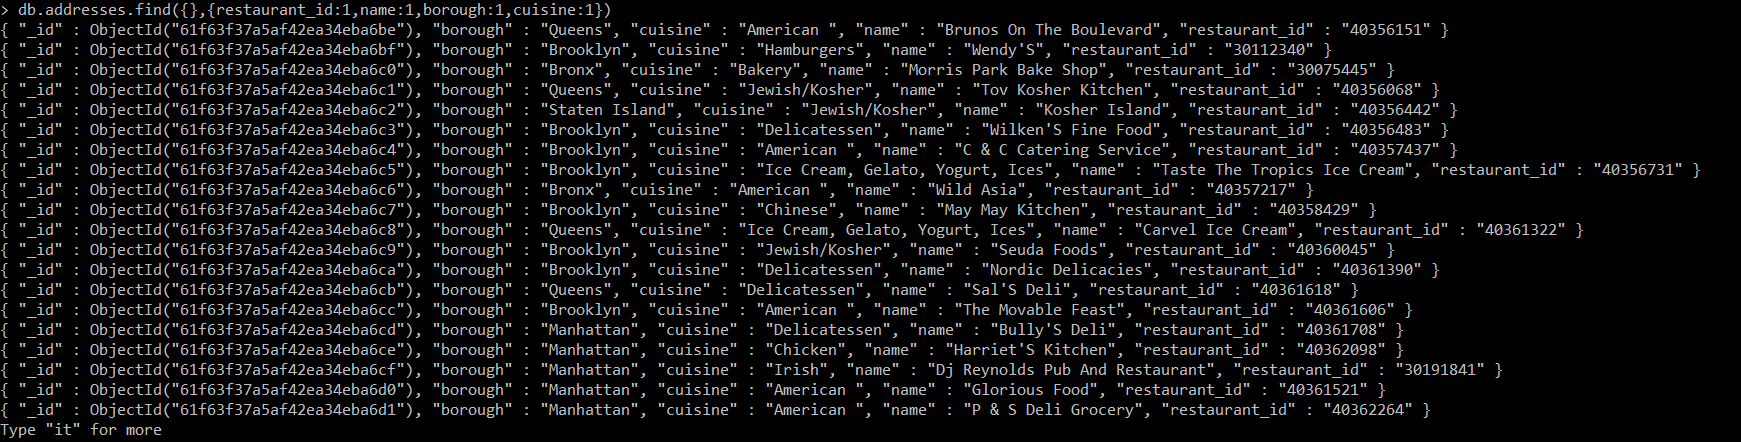 > db.addresses.find({},{restaurant_id:1,name:1,borough:1,cuisine:1})
{ "_id" : ObjectId("61f63f37a5af42ea34eba6be"), "borough" : "Queens", "cuisine" : "American ", "name" : "Brunos On The Boulevard", "restaurant_id" : "40356151" }
{ "_id" : ObjectId("61f63f37a5af42ea34eba6bf"), "borough" : "Brooklyn", "cuisine" : "Hamburgers", "name" : "Wendy'S", "restaurant_id" : "30112340" }
{ "_id" : ObjectId("61f63f37a5af42ea34eba6c0"), "borough" : "Bronx", "cuisine" : "Bakery", "name" : "Morris Park Bake Shop", "restaurant_id" : "30075445" }
{ "_id" : ObjectId("61f63f37a5af42ea34eba6c1"), "borough" : "Queens", "cuisine" : "Jewish/Kosher", "name" : "Tov Kosher Kitchen", "restaurant_id" : "40356068" }
{ "_id" : ObjectId("61f63f37a5af42ea34eba6c2"), "borough" : "Staten Island", "cuisine" : "Jewish/Kosher", "name" : "Kosher Island", "restaurant_id" : "40356442" }
{ "_id" : ObjectId("61f63f37a5af42ea34eba6c3"), "borough" : "Brooklyn", "cuisine" : "Delicatessen", "name" : "Wilken'S Fine Food", "restaurant_id" : "40356483" }
{ "_id" : ObjectId("61f63f37a5af42ea34eba6c4"), "borough" : "Brooklyn", "cuisine" : "American ", "name" : "C & C Catering Service", "restaurant_id" : "40357437" }
{ "_id" : ObjectId("61f63f37a5af42ea34eba6c5"), "borough" : "Brooklyn", "cuisine" : "Ice Cream, Gelato, Yogurt, Ices", "name" : "Taste The Tropics Ice Cream", "restaurant_id" : "40356731" }
{ "_id" : ObjectId("61f63f37a5af42ea34eba6c6"), "borough" : "Bronx", "cuisine" : "American ", "name" : "Wild Asia", "restaurant_id" : "40357217" }
{ "_id" : ObjectId("61f63f37a5af42ea34eba6c7"), "borough" : "Brooklyn", "cuisine" : "Chinese", "name" : "May May Kitchen", "restaurant_id" : "40358429" }
{ "_id" : ObjectId("61f63f37a5af42ea34eba6c8"), "borough" : "Queens", "cuisine" : "Ice Cream, Gelato, Yogurt, Ices", "name" : "Carvel Ice Cream", "restaurant_id" : "40361322" }
{ "_id" : ObjectId("61f63f37a5af42ea34eba6c9"), "borough" : "Brooklyn", "cuisine" : "Jewish/Kosher", "name" : "Seuda Foods", "restaurant_id" : "40360045" }
{ "_id" : ObjectId("61f63f37a5af42ea34eba6ca"), "borough" : "Brooklyn", "cuisine" : "Delicatessen", "name" : "Nordic Delicacies", "restaurant_id" : "40361390" }
{ "_id" : ObjectId("61f63f37a5af42ea34eba6cb"), "borough" : "Queens", "cuisine" : "Delicatessen", "name" : "Sal'S Deli", "restaurant_id" : "40361618" }
{ "_id" : ObjectId("61f63f37a5af42ea34eba6cc"), "borough" : "Brooklyn", "cuisine" : "American ", "name" : "The Movable Feast", "restaurant_id" : "40361606" }
{ "_id" : ObjectId("61f63f37a5af42ea34eba6cd"), "borough" : "Manhattan", "cuisine" : "Delicatessen", "name" : "Bully'S Deli", "restaurant_id" : "40361708" }
{ "_id" : ObjectId("61f63f37a5af42ea34eba6ce"), "borough" : "Manhattan", "cuisine" : "Chicken", "name" : "Harriet'S Kitchen", "restaurant_id" : "40362098" }
{ "_id" : ObjectId("61f63f37a5af42ea34eba6cf"), "borough" : "Manhattan", "cuisine" : "Irish", "name" : "Dj Reynolds Pub And Restaurant", "restaurant_id" : "30191841" }
{ "_id" : ObjectId("61f63f37a5af42ea34eba6d0"), "borough" : "Manhattan", "cuisine" : "American ", "name" : "Glorious Food", "restaurant_id" : "40361521" }
{ "_id" : ObjectId("61f63f37a5af42ea34eba6d1"), "borough" : "Manhattan", "cuisine" : "American ", "name" : "P & S Deli Grocery", "restaurant_id" : "40362264" }
Type "it" for more